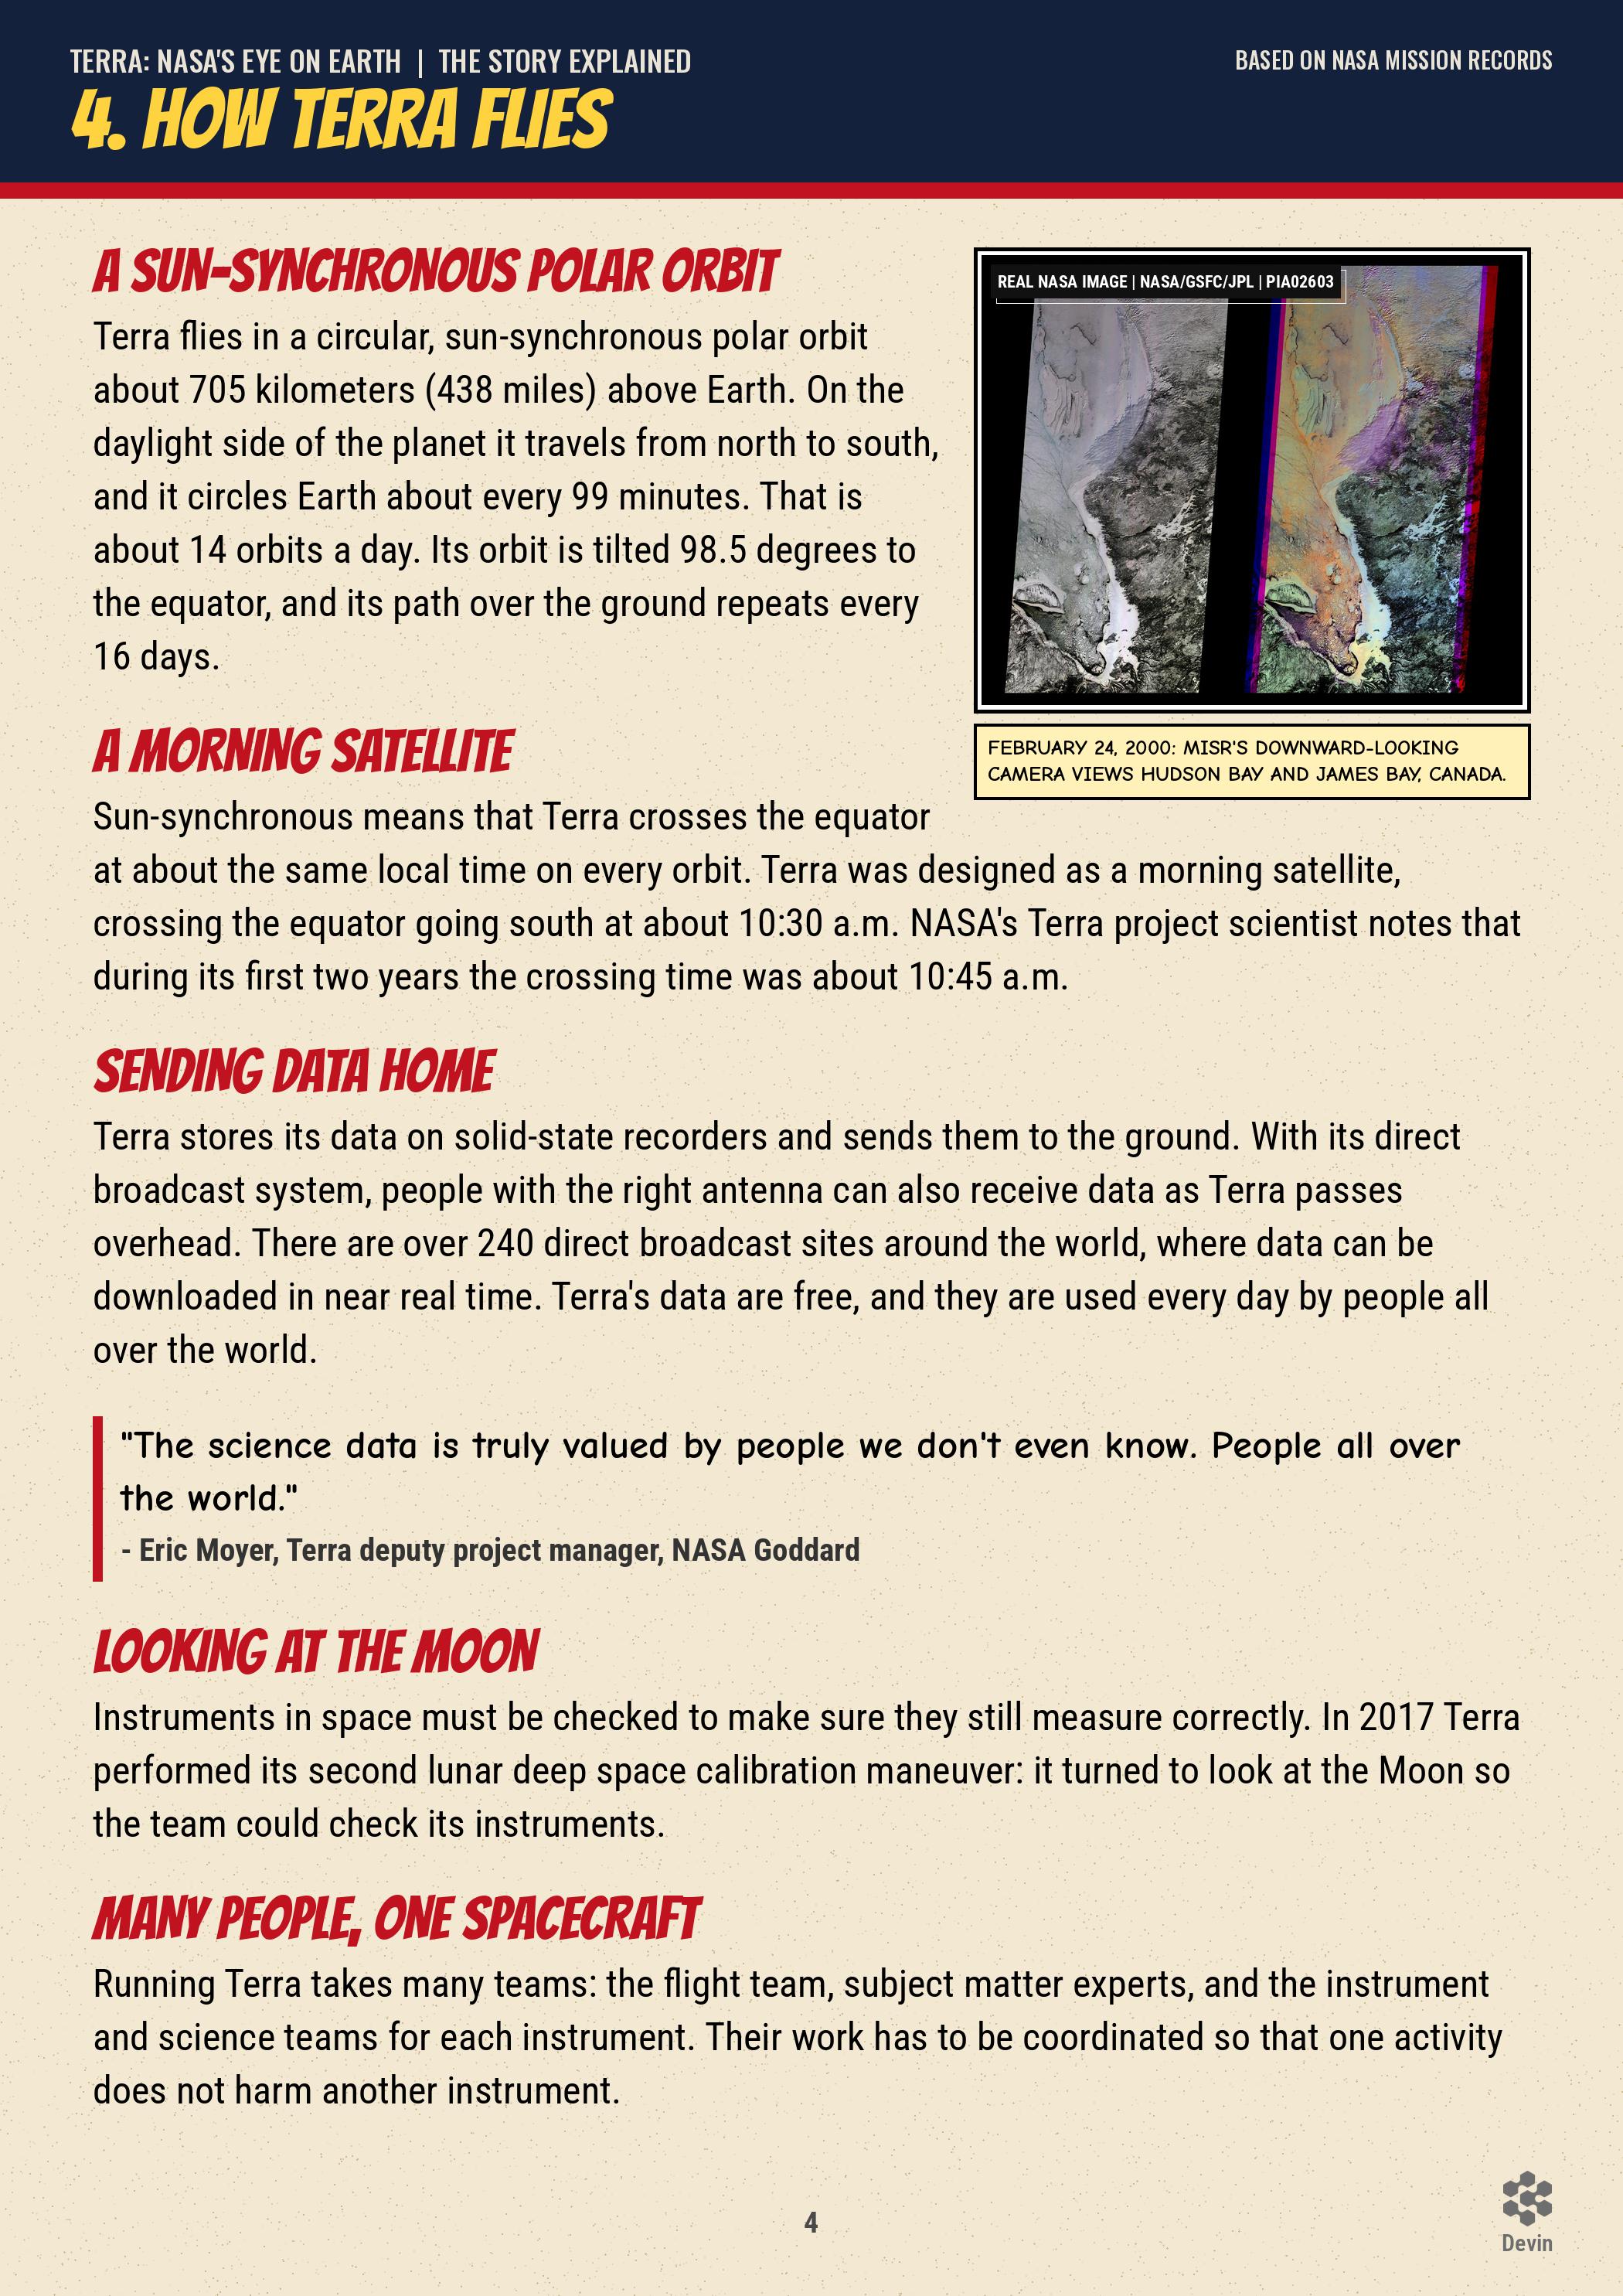 TERRA: NASA'S EYE ON EARTH | THE STORY EXPLAINED
BASED ON NASA MISSION RECORDS
4. HOW TERRA FLIES
A SUN-SYNCHRONOUS POLAR ORBIT
Terra flies in a circular, sun-synchronous polar orbit
about 705 kilometers (438 miles) above Earth. On the
daylight side of the planet it travels from north to south,
and it circles Earth about every 99 minutes. That is
about 14 orbits a day. Its orbit is tilted 98.5 degrees to
the equator, and its path over the ground repeats every
16 days.
REAL NASA IMAGE | NASA/GSFC/JPL | PIA02603
FEBRUARY 24, 2000: MISR'S DOWNWARD-LOOKING
CAMERA VIEWS HUDSON BAY AND JAMES BAY, CANADA.
A MORNING SATELLITE
Sun-synchronous means that Terra crosses the equator
at about the same local time on every orbit. Terra was designed as a morning satellite,
crossing the equator going south at about 10:30 a.m. NASA's Terra project scientist notes that
during its first two years the crossing time was about 10:45 a.m.
SENDING DATA HOME
Terra stores its data on solid-state recorders and sends them to the ground. With its direct
broadcast system, people with the right antenna can also receive data as Terra passes
overhead. There are over 240 direct broadcast sites around the world, where data can be
downloaded in near real time. Terra's data are free, and they are used every day by people all
over the world.
"The science data is truly valued by people we don't even know. People all over
the world."
- Eric Moyer, Terra deputy project manager, NASA Goddard
LOOKING AT THE MOON
Instruments in space must be checked to make sure they still measure correctly. In 2017 Terra
performed its second lunar deep space calibration maneuver: it turned to look at the Moon so
the team could check its instruments.
MANY PEOPLE, ONE SPACECRAFT
Running Terra takes many teams: the flight team, subject matter experts, and the instrument
and science teams for each instrument. Their work has to be coordinated so that one activity
does not harm another instrument.
4
Devin